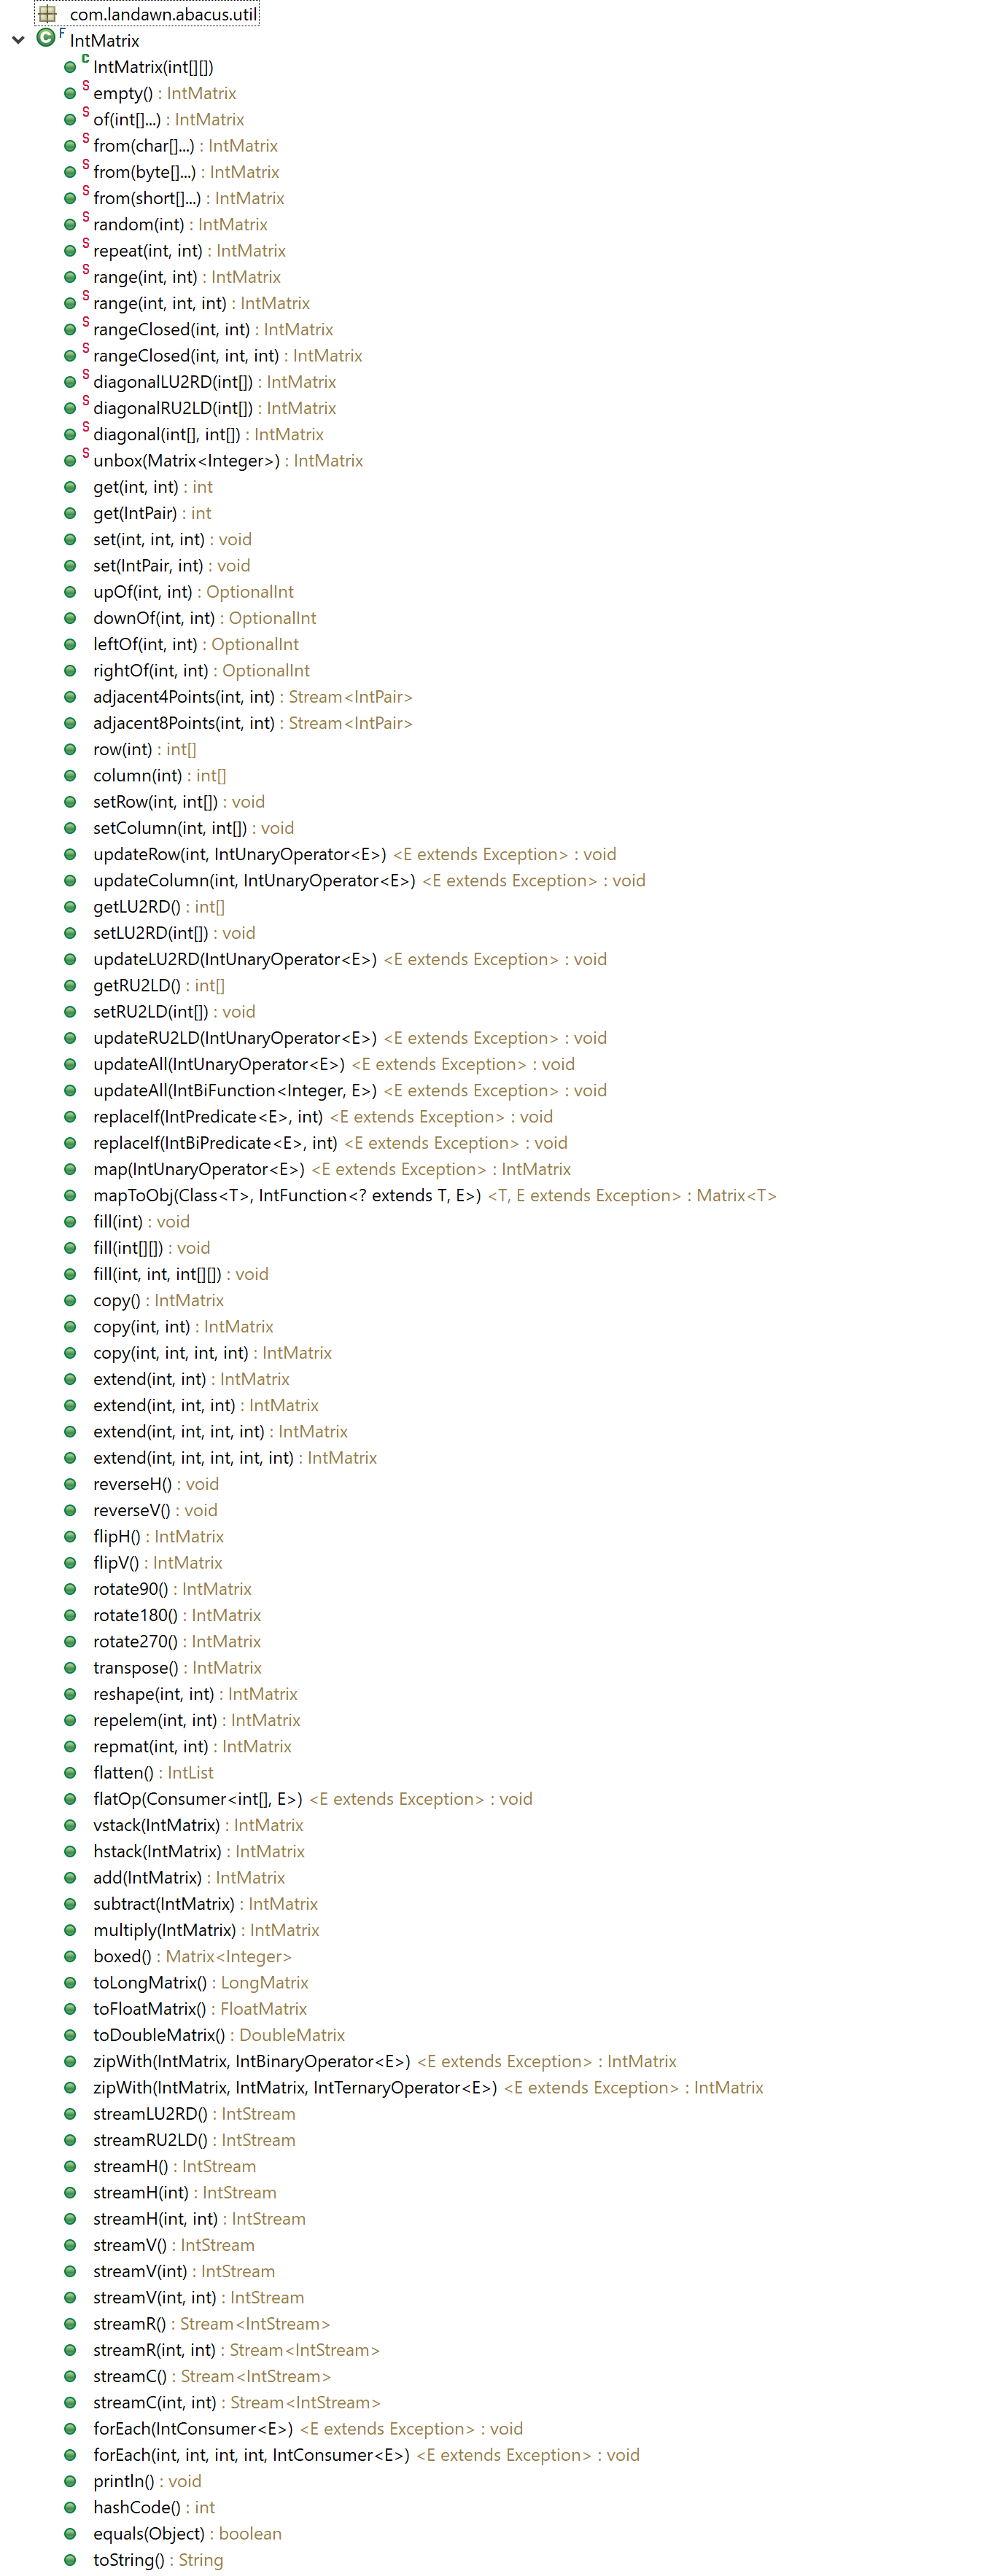 com.landawn.abacus.util
IntMatrix
IntMatrix(int[][])
empty() : IntMatrix
of(int[]...) : IntMatrix
from(char[]...) : IntMatrix
from(byte[]...) : IntMatrix
from(short[]...) : IntMatrix
random(int) : IntMatrix
repeat(int, int) : IntMatrix
range(int, int) : IntMatrix
range(int, int, int) : IntMatrix
rangeClosed(int, int) : IntMatrix
rangeClosed(int, int, int) : IntMatrix
diagonalLU2RD(int[]) : IntMatrix
diagonalRU2LD(int[]) : IntMatrix
diagonal(int[], int[]) : IntMatrix
unbox(Matrix<Integer>) : IntMatrix
get(int, int) : int
get(IntPair) : int
set(int, int, int) : void
set(IntPair, int) : void
upOf(int, int) : OptionalInt
downOf(int, int) : OptionalInt
leftOf(int, int) : OptionalInt
rightOf(int, int) : OptionalInt
adjacent4Points(int, int) : Stream<IntPair>
adjacent8Points(int, int) : Stream<IntPair>
row(int) : int[]
column(int) : int[]
setRow(int, int[]) : void
setColumn(int, int[]) : void
updateRow(int, IntUnaryOperator<E>) <E extends Exception> : void
updateColumn(int, IntUnaryOperator<E>) <E extends Exception> : void
getLU2RD() : int[]
setLU2RD(int[]) : void
updateLU2RD(IntUnaryOperator<E>) <E extends Exception> : void
getRU2LD() : int[]
setRU2LD(int[]) : void
updateRU2LD(IntUnaryOperator<E>) <E extends Exception> : void
updateAll(IntUnaryOperator<E>) <E extends Exception> : void
updateAll(IntBiFunction<Integer, E>) <E extends Exception> : void
replaceIf(IntPredicate<E>, int) <E extends Exception> : void
replaceIf(IntBiPredicate<E>, int) <E extends Exception> : void
map(IntUnaryOperator<E>) <E extends Exception> : IntMatrix
mapToObj(Class<T>, IntFunction<? extends T, E>) <T, E extends Exception> : Matrix<T>
fill(int) : void
fill(int[][]) : void
fill(int, int, int[][]) : void
copy() : IntMatrix
copy(int, int) : IntMatrix
copy(int, int, int, int) : IntMatrix
extend(int, int) : IntMatrix
extend(int, int, int) : IntMatrix
extend(int, int, int, int) : IntMatrix
extend(int, int, int, int, int) : IntMatrix
reverseH() : void
reverseV() : void
flipH() : IntMatrix
flipV() : IntMatrix
rotate90() : IntMatrix
rotate180() : IntMatrix
rotate270() : IntMatrix
transpose() : IntMatrix
reshape(int, int) : IntMatrix
repelem(int, int) : IntMatrix
repmat(int, int) : IntMatrix
flatten() : IntList
flatOp(Consumer<int[], E>) <E extends Exception> : void
vstack(IntMatrix) : IntMatrix
hstack(IntMatrix) : IntMatrix
add(IntMatrix) : IntMatrix
subtract(IntMatrix) : IntMatrix
multiply(IntMatrix) : IntMatrix
boxed() : Matrix<Integer>
toLongMatrix() : LongMatrix
toFloatMatrix() : FloatMatrix
toDoubleMatrix() : DoubleMatrix
zipWith(IntMatrix, IntBinaryOperator<E>) <E extends Exception> : IntMatrix
zipWith(IntMatrix, IntMatrix, IntTernaryOperator<E>) <E extends Exception> : IntMatrix
streamLU2RD() : IntStream
streamRU2LD() : IntStream
streamH() : IntStream
streamH(int) : IntStream
streamH(int, int) : IntStream
streamV() : IntStream
streamV(int) : IntStream
streamV(int, int) : IntStream
streamR() : Stream<IntStream>
streamR(int, int) : Stream<IntStream>
streamC() : Stream<IntStream>
streamC(int, int) : Stream<IntStream>
forEach(IntConsumer<E>) <E extends Exception> : void
forEach(int, int, int, int, IntConsumer<E>) <E extends Exception> : void
println() : void
hashCode() : int
equals(Object) : boolean
toString() : String